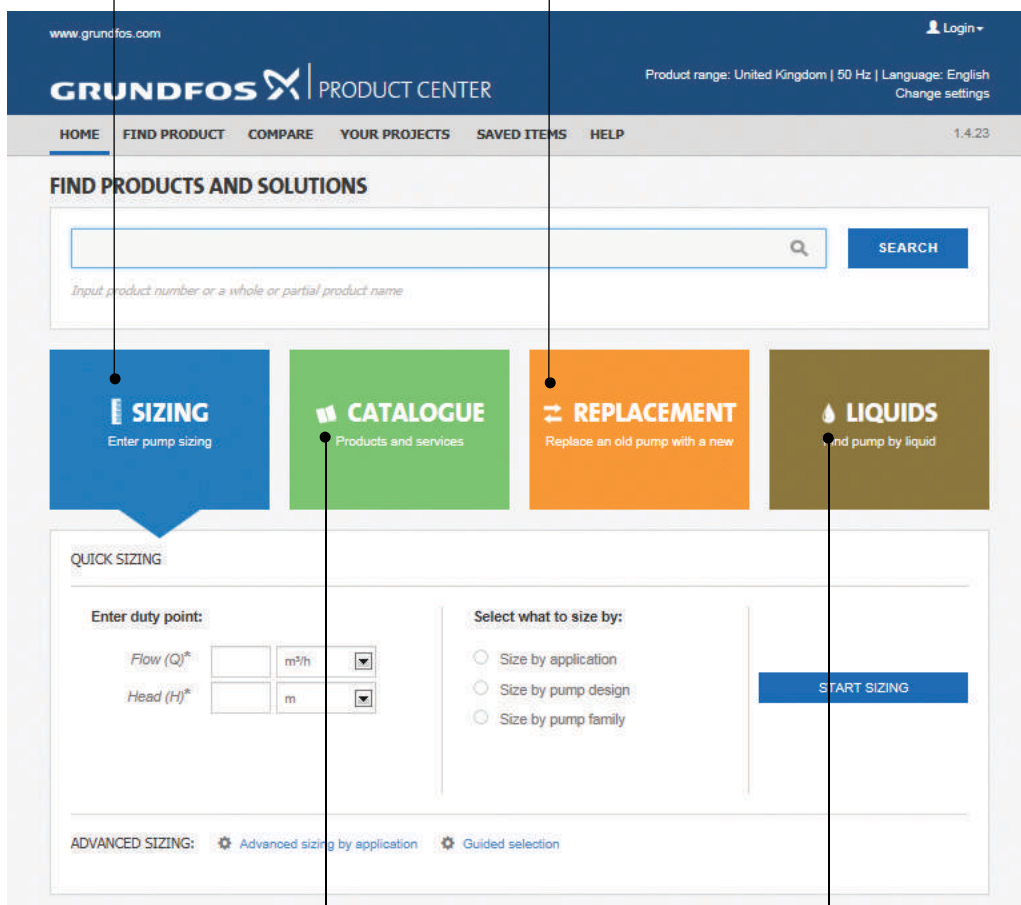 www.grundfos.com
Login
GRUNDFOS PRODUCT CENTER
Product range: United Kingdom | 50 Hz | Language: English
Change settings
HOME FIND PRODUCT COMPARE YOUR PROJECTS SAVED ITEMS HELP 1.4.23
FIND PRODUCTS AND SOLUTIONS
SEARCH
Input product number or a whole or partial product name
SIZING
Enter pump sizing
CATALOGUE
Products and services
REPLACEMENT
Replace an old pump with a new
LIQUIDS
Find pump by liquid
QUICK SIZING
Enter duty point:
Flow (Q)* m³/h
Head (H)* m
Select what to size by:
Size by application
Size by pump design
Size by pump family
START SIZING
ADVANCED SIZING: Advanced sizing by application Guided selection